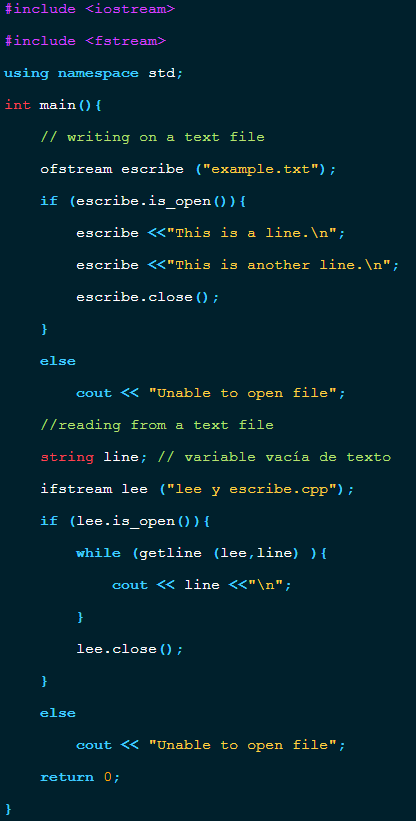 #include <iostream>
#include <fstream>
using namespace std;
int main(){
    // writing on a text file
    ofstream escribe ("example.txt");
    if (escribe.is_open()){
        escribe <<"This is a line.\n";
        escribe <<"This is another line.\n";
        escribe.close();
    }
    else
        cout << "Unable to open file";
    //reading from a text file
    string line; // variable vacía de texto
    ifstream lee ("lee y escribe.cpp");
    if (lee.is_open()){
        while (getline (lee,line) ){
            cout << line <<"\n";
        }
        lee.close();
    }
    else
        cout << "Unable to open file";
    return 0;
}